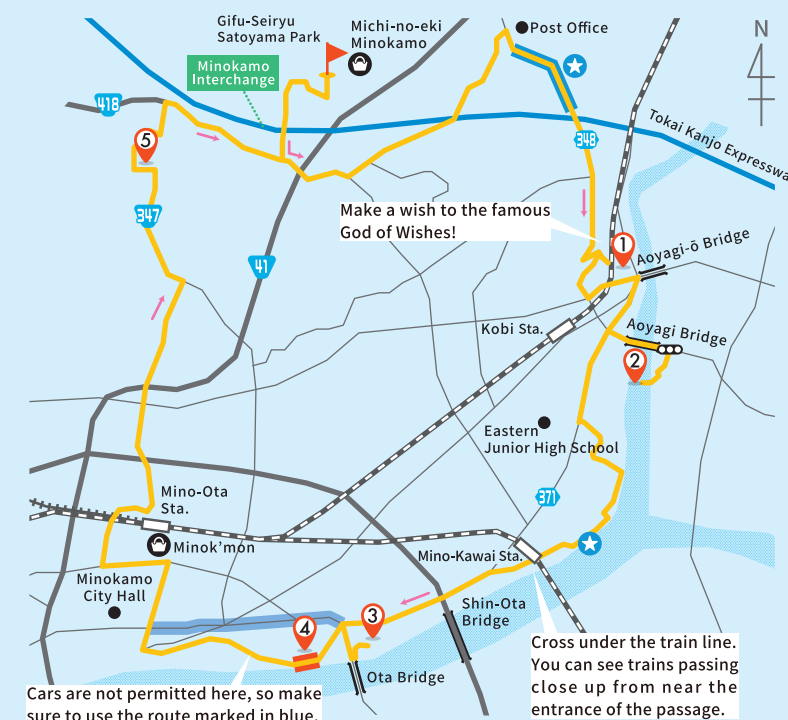 Gifu-Seiryu
Satoyama Park
Michi-no-eki
Minokamo
Post Office
N
Minokamo
Interchange
418
Tokai Kanjo Expresswa
5
348
347
Make a wish to the famous
God of Wishes!
1
Aoyagi-ō Bridge
41
Kobi Sta.
Aoyagi Bridge
2
Eastern
Junior High School
Mino-Ota
Sta.
371
Minok'mon
Mino-Kawai Sta.
Minokamo
City Hall
Shin-Ota
Bridge
3
4
Ota Bridge
Cross under the train line.
You can see trains passing
close up from near the
entrance of the passage.
Cars are not permitted here, so make
sure to use the route marked in blue.